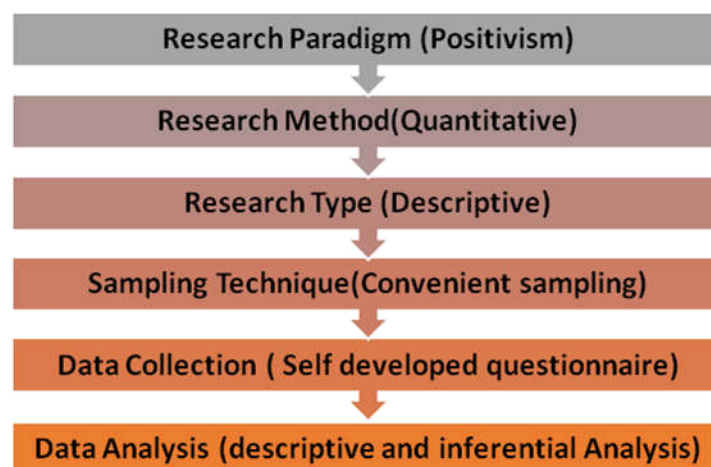 Research Paradigm (Positivism)
Research Method(Quantitative)
Research Type (Descriptive)
Sampling Technique(Convenient sampling)
Data Collection ( Self developed questionnaire)
Data Analysis (descriptive and inferential Analysis)